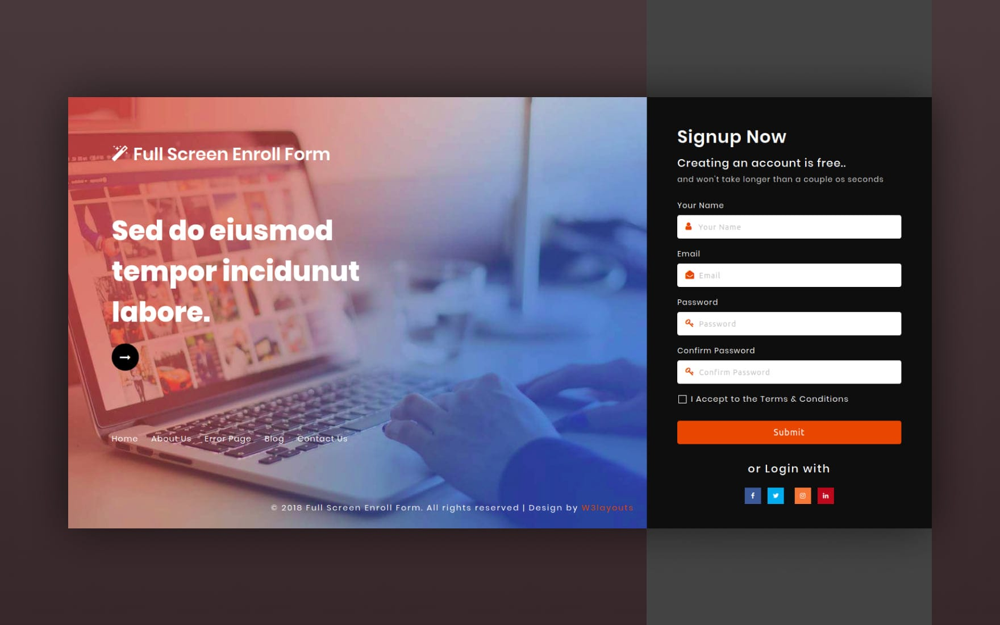 Full Screen Enroll Form
Sed do eiusmod
tempor incidunut
labore.
Home About Us Error Page Blog Contact Us
© 2018 Full Screen Enroll Form. All rights reserved | Design by W3layouts
Signup Now
Creating an account is free..
and won't take longer than a couple os seconds
Your Name
Your Name
Email
Email
Password
Password
Confirm Password
Confirm Password
I Accept to the Terms & Conditions
Submit
or Login with